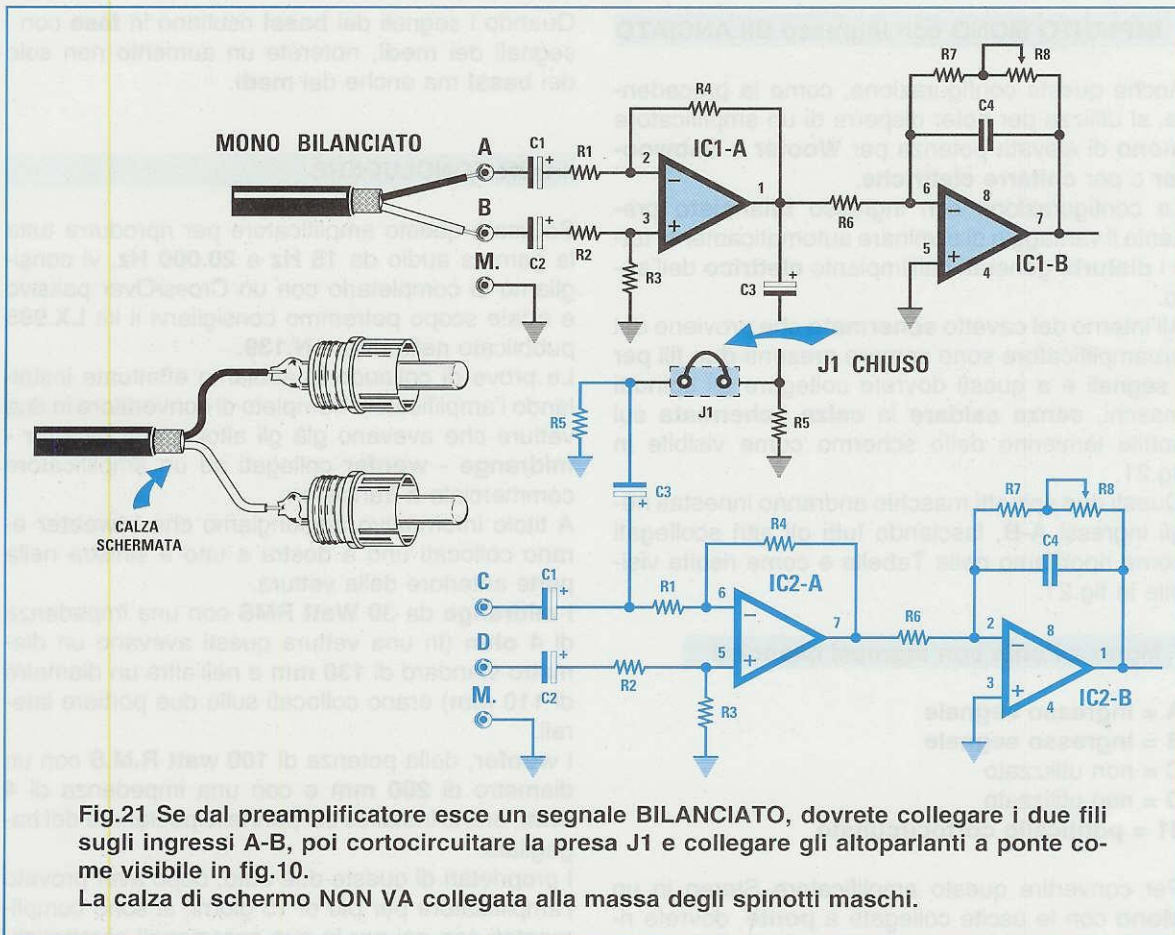 MONO BILANCIATO
A
B
M.
C1
+
C2
+
R1
R2
R3
R4
2
3
1
IC1-A
R6
C3
+
R7
R8
C4
6
5
8
4
7
IC1-B
J1 CHIUSO
J1
R5
R5
C3
+
CALZA
SCHERMATA
C
D
M.
C1
+
C2
+
R1
R2
R3
R4
6
5
7
IC2-A
R6
R7
R8
C4
2
3
8
4
1
IC2-B
Fig.21 Se dal preamplificatore esce un segnale BILANCIATO, dovrete collegare i due fili
sugli ingressi A-B, poi cortocircuitare la presa J1 e collegare gli altoparlanti a ponte co-
me visibile in fig.10.
La calza di schermo NON VA collegata alla massa degli spinotti maschi.